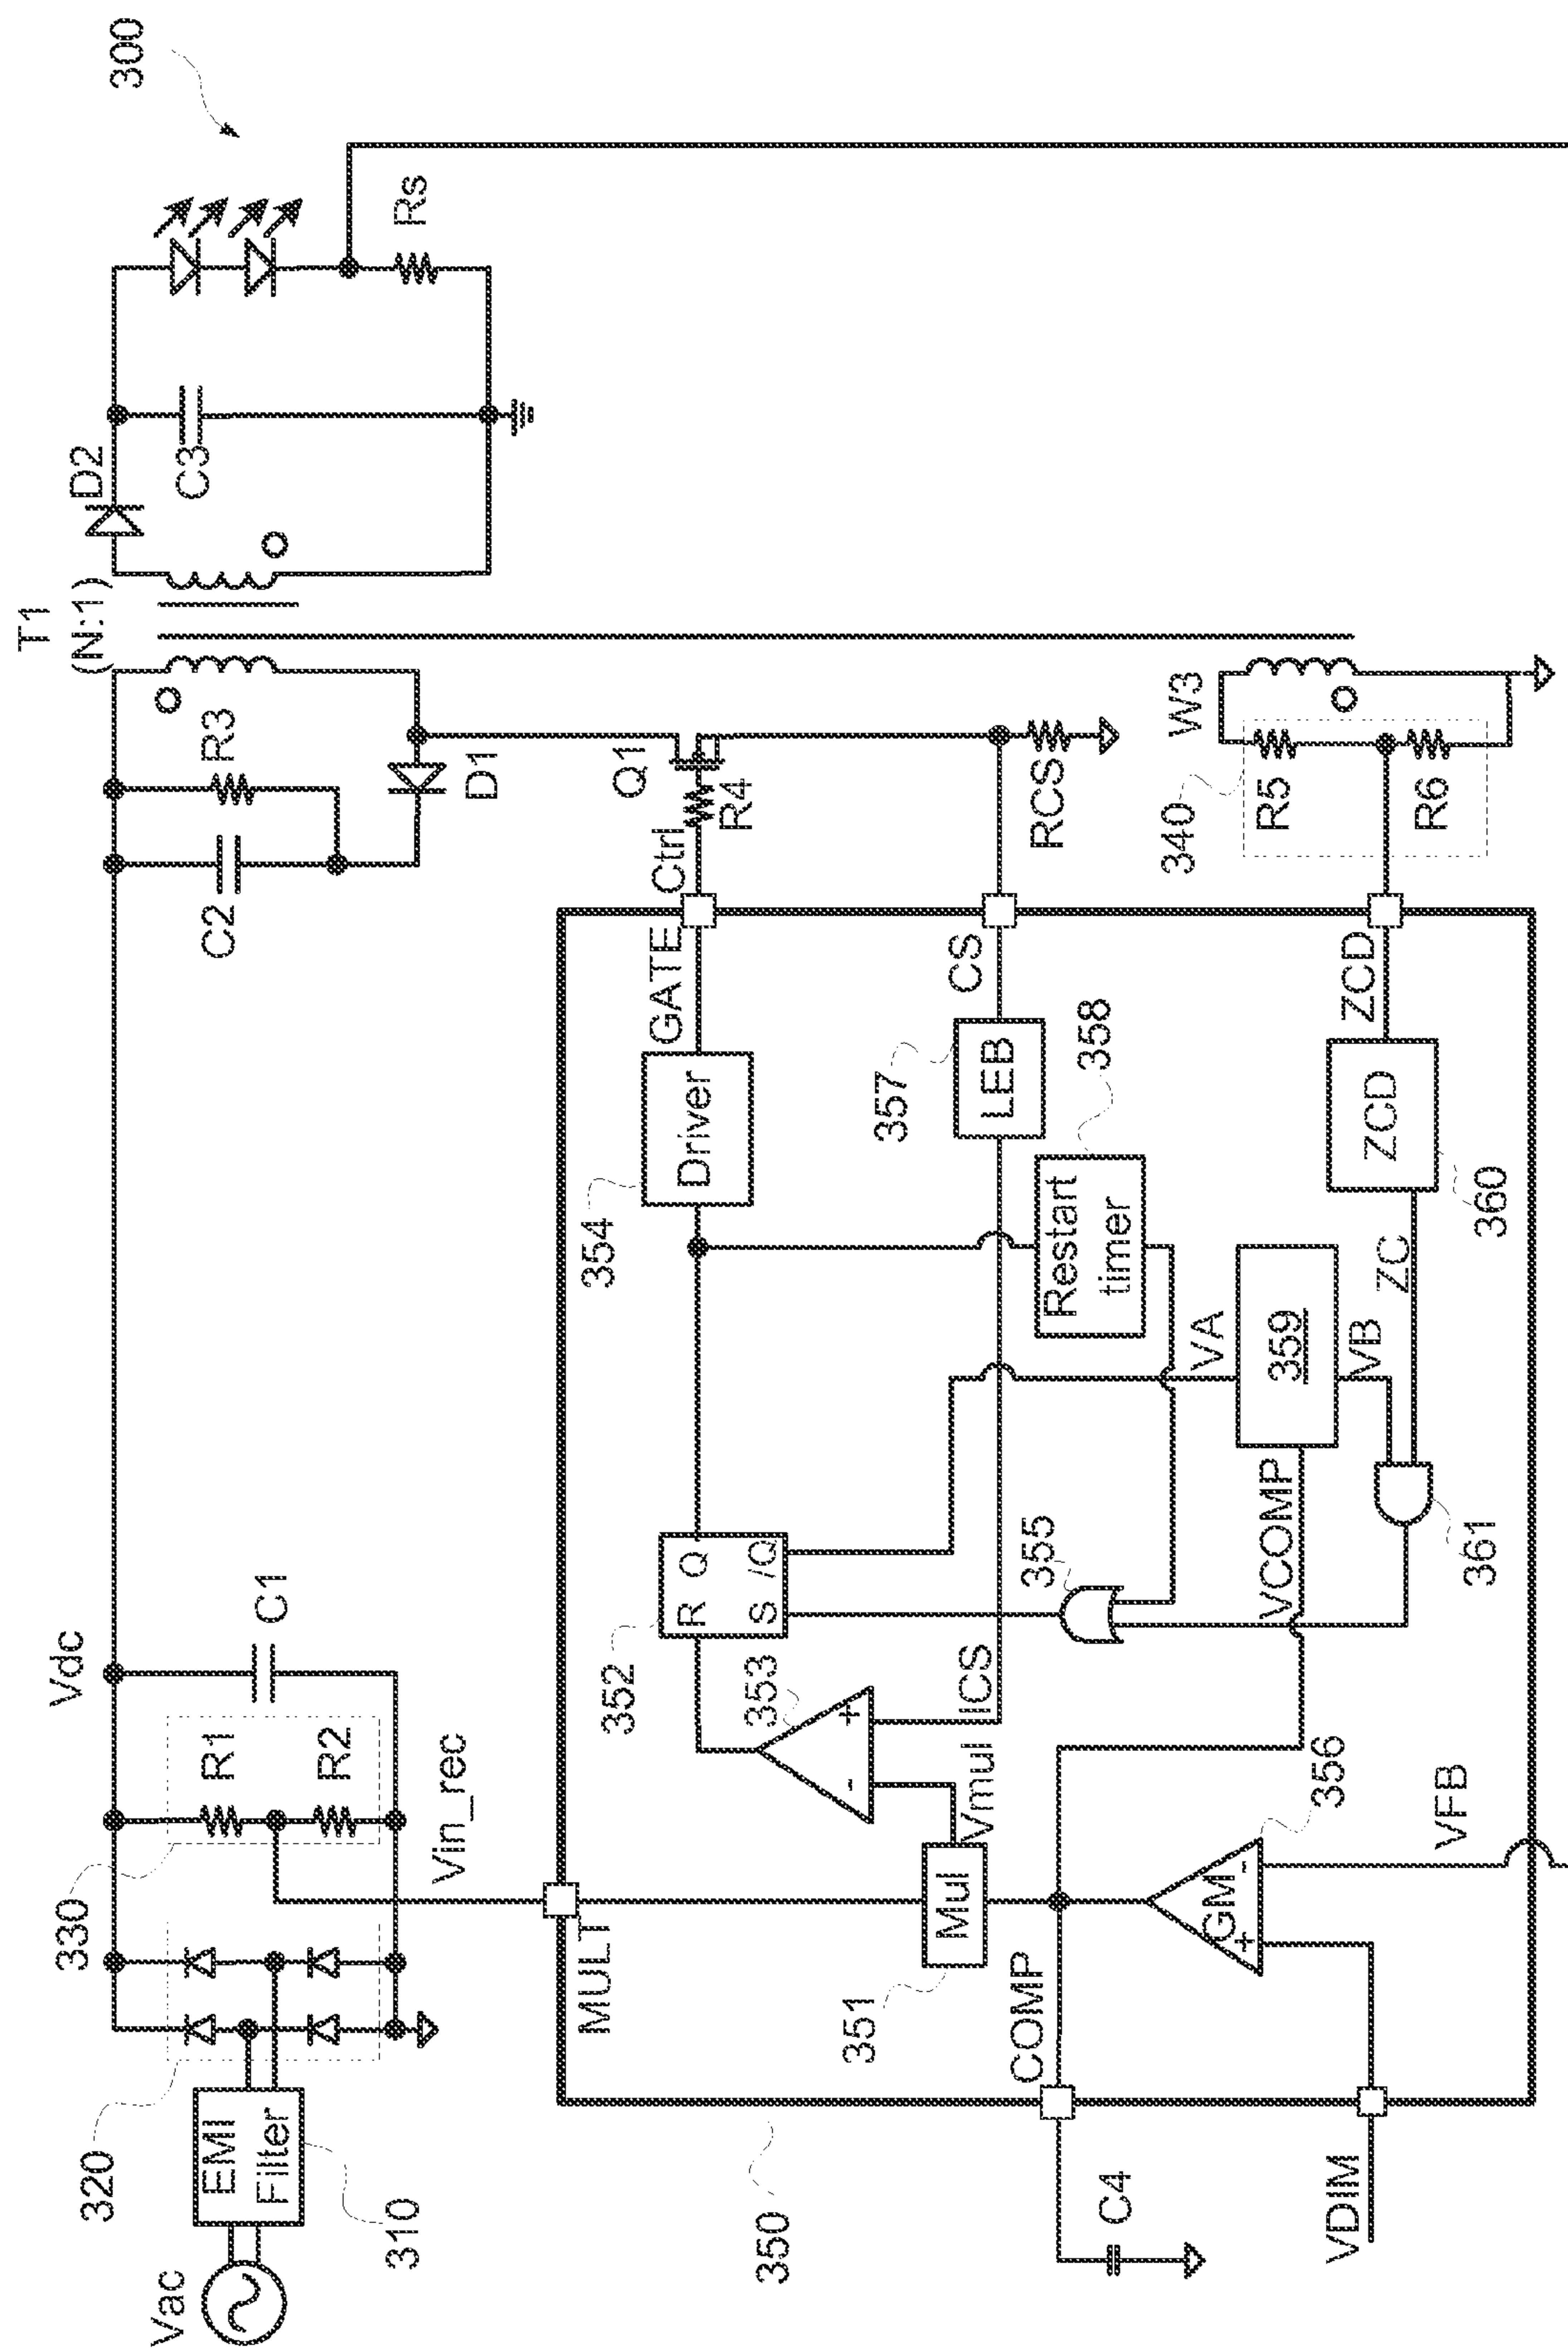 300
T1
(N:1)
D2
C3
Rs
Vac
EMI
Filter
310
320
330
R1
R2
Vdc
C1
Vin_rec
C2
R3
D1
Q1
R4
Ctrl
RCS
W3
340
R5
R6
350
MULT
GATE
CS
ZCD
COMP
C4
VDIM
Mul
351
Vmul
353
-
+
ICS
352
R
Q
S
/Q
354
Driver
355
357
LEB
358
Restart
timer
VA
359
VB
VCOMP
ZCD
360
ZC
361
GM
+
-
356
VFB